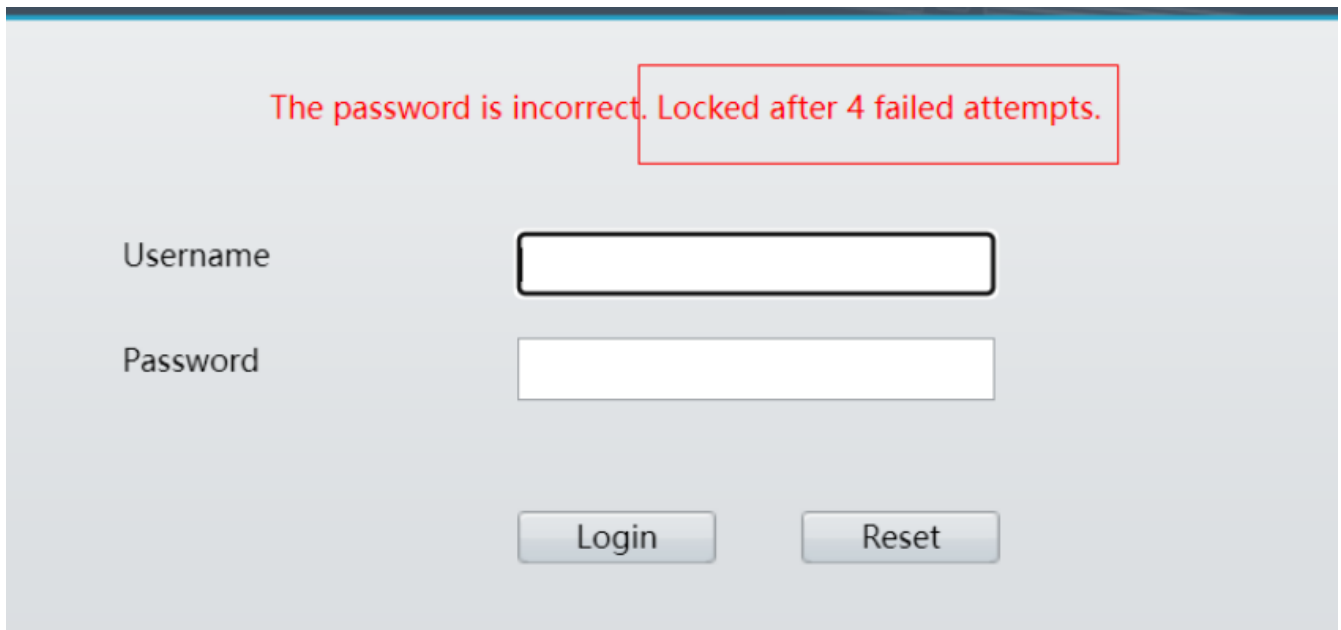 The password is incorrect. Locked after 4 failed attempts.
Username
Password
Login Reset